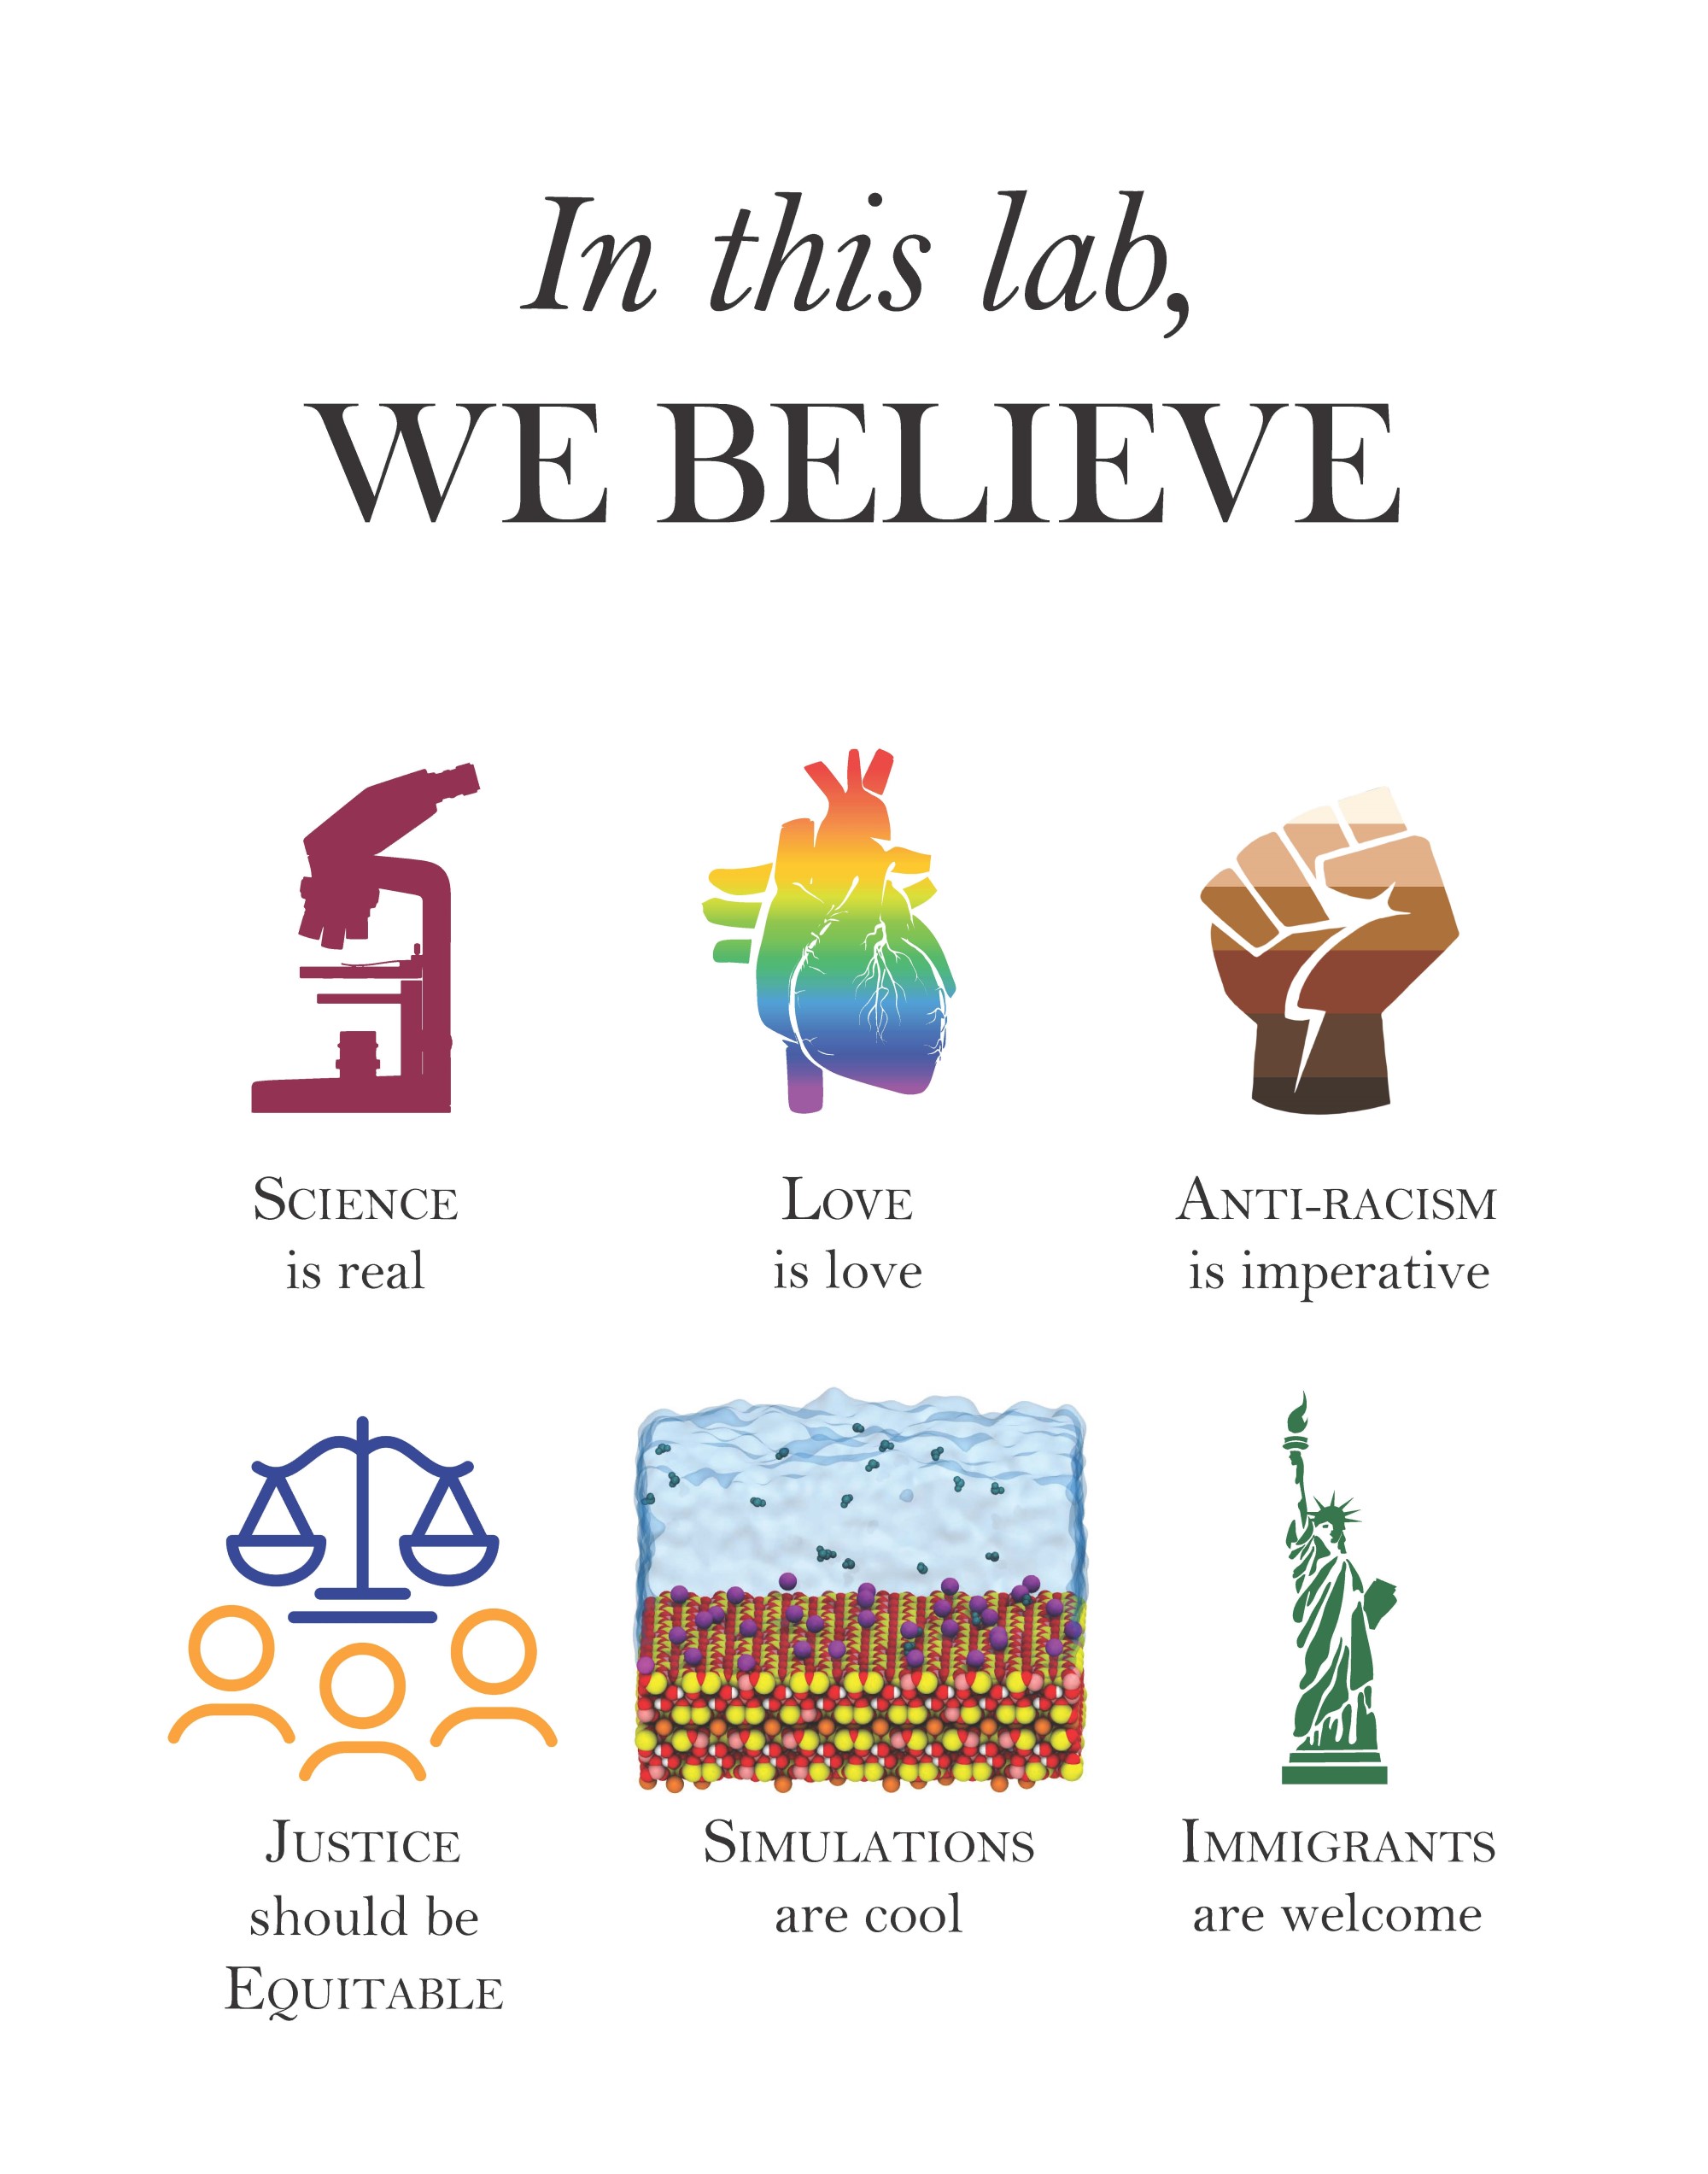 In this lab,
WE BELIEVE
SCIENCE
is real
LOVE
is love
ANTI-RACISM
is imperative
JUSTICE
should be
EQUITABLE
SIMULATIONS
are cool
IMMIGRANTS
are welcome